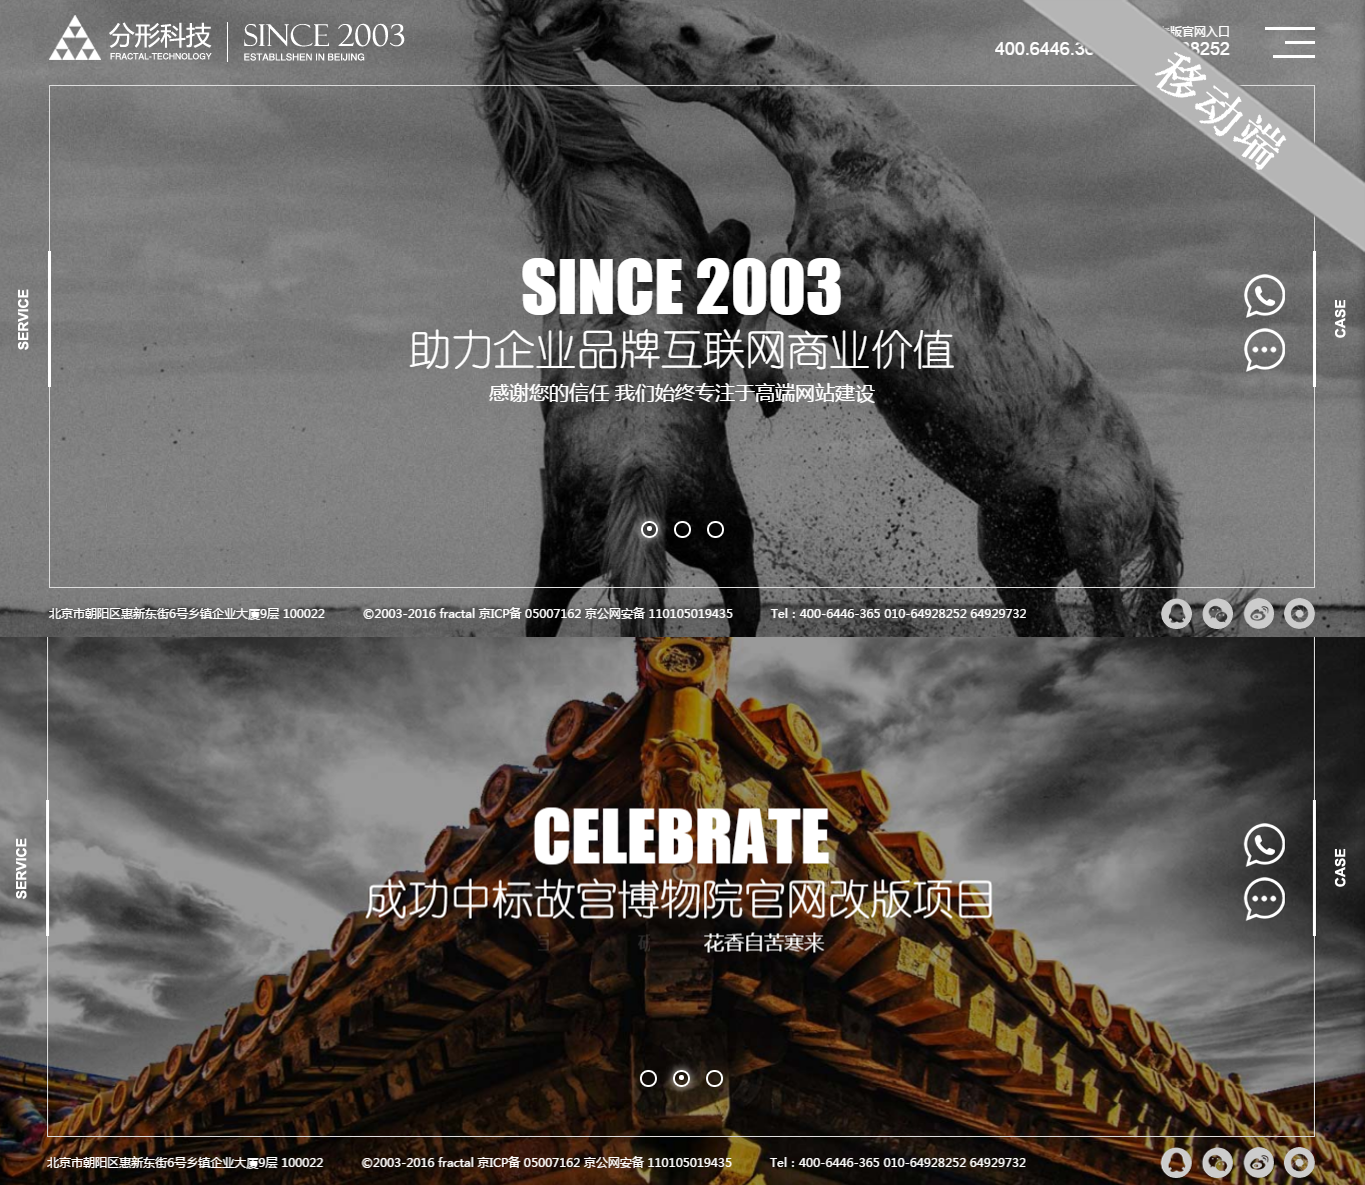 分形科技
FRACTAL-TECHNOLOGY
SINCE 2003
ESTABLLSHEN IN BEIJING
版官网入口
移动端
SERVICE
CASE
SINCE 2003
助力企业品牌互联网商业价值
感谢您的信任 我们始终专注于高端网站建设
北京市朝阳区惠新东街6号乡镇企业大厦9层 100022
©2003-2016 fractal 京ICP备 05007162 京公网安备 110105019435
Tel : 400-6446-365 010-64928252 64929732
SERVICE
CASE
CELEBRATE
成功中标故宫博物院官网改版项目
花香自苦寒来
北京市朝阳区惠新东街6号乡镇企业大厦9层 100022
©2003-2016 fractal 京ICP备 05007162 京公网安备 110105019435
Tel : 400-6446-365 010-64928252 64929732